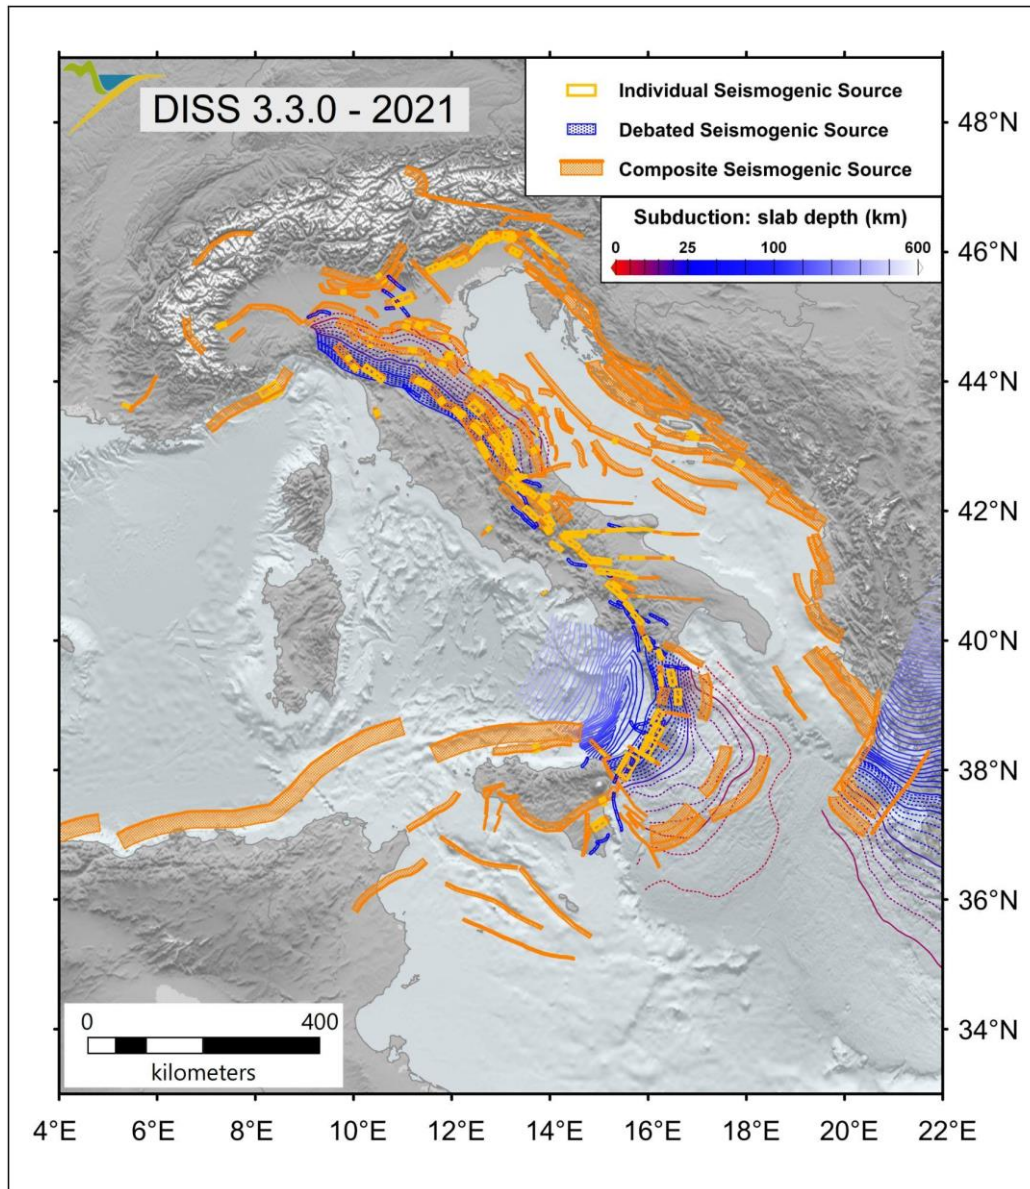 DISS 3.3.0 - 2021
Individual Seismogenic Source
Debated Seismogenic Source
Composite Seismogenic Source
Subduction: slab depth (km)
0 25 100 600
48°N
46°N
44°N
42°N
40°N
38°N
36°N
34°N
0 400
kilometers
4°E 6°E 8°E 10°E 12°E 14°E 16°E 18°E 20°E 22°E